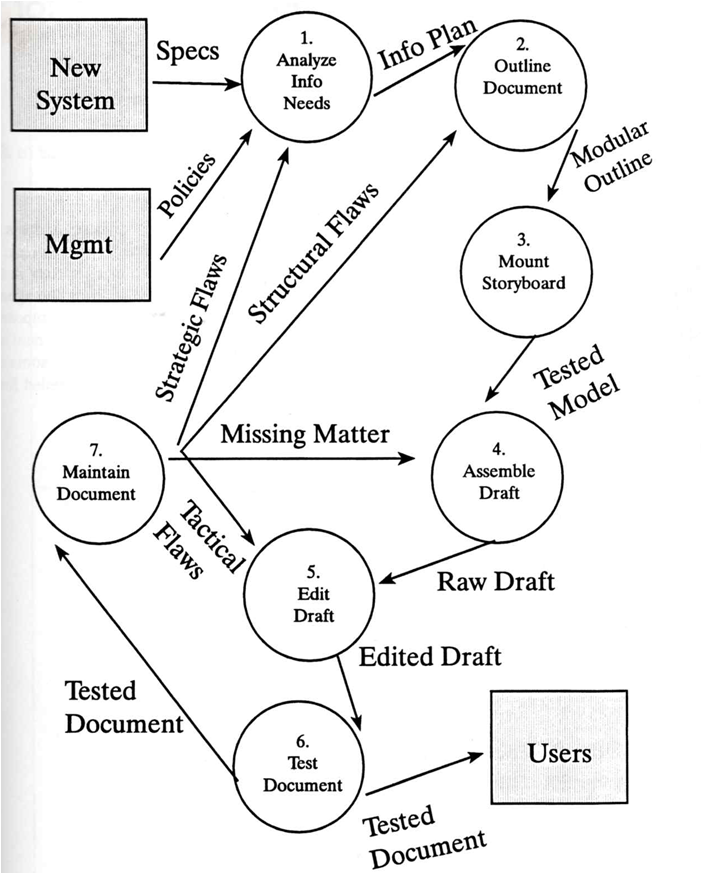 New
System
Specs
1.
Analyze
Info
Needs
Info Plan
2.
Outline
Document
Modular
Outline
Mgmt
Policies
Strategic Flaws
Structural Flaws
3.
Mount
Storyboard
Tested
Model
7.
Maintain
Document
Missing Matter
4.
Assemble
Draft
Tactical
Flaws
5.
Edit
Draft
Raw Draft
Edited Draft
Tested
Document
6.
Test
Document
Users
Tested
Document